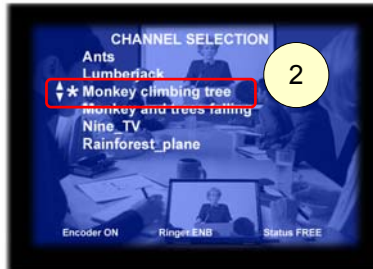 CHANNEL SELECTION
Ants
Lumberjack
* Monkey climbing tree
Monkey and trees falling
Nine_TV
Rainforest_plane
2
Encoder ON Ringer ENB Status FREE